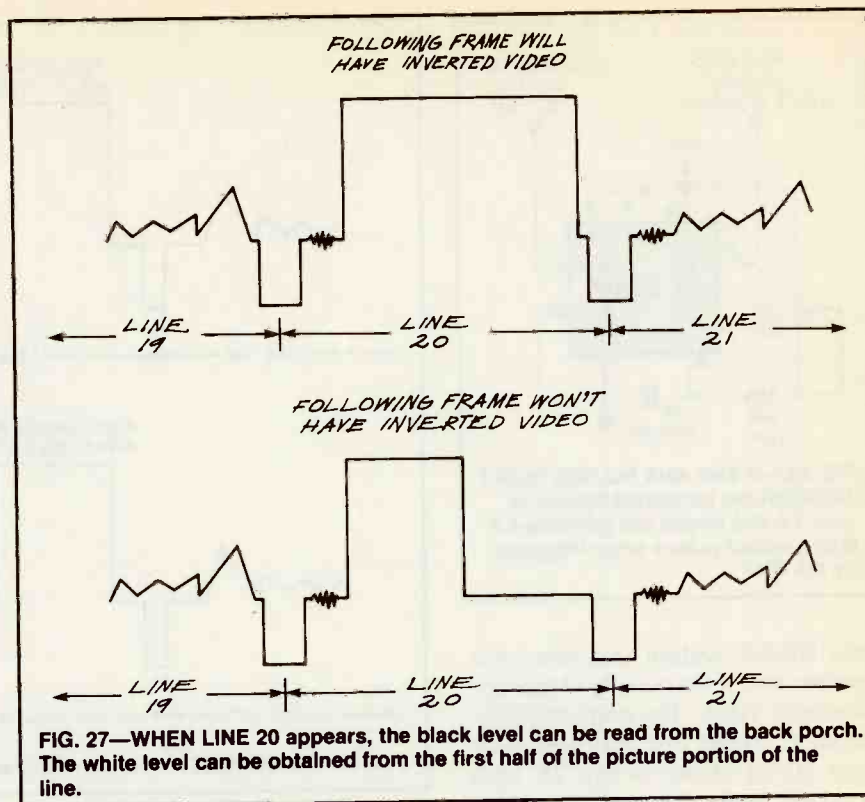 FOLLOWING FRAME WILL
HAVE INVERTED VIDEO
LINE
19
LINE
20
LINE
21
FOLLOWING FRAME WON'T
HAVE INVERTED VIDEO
LINE
19
LINE
20
LINE
21
FIG. 27—WHEN LINE 20 appears, the black level can be read from the back porch.
The white level can be obtained from the first half of the picture portion of the
line.